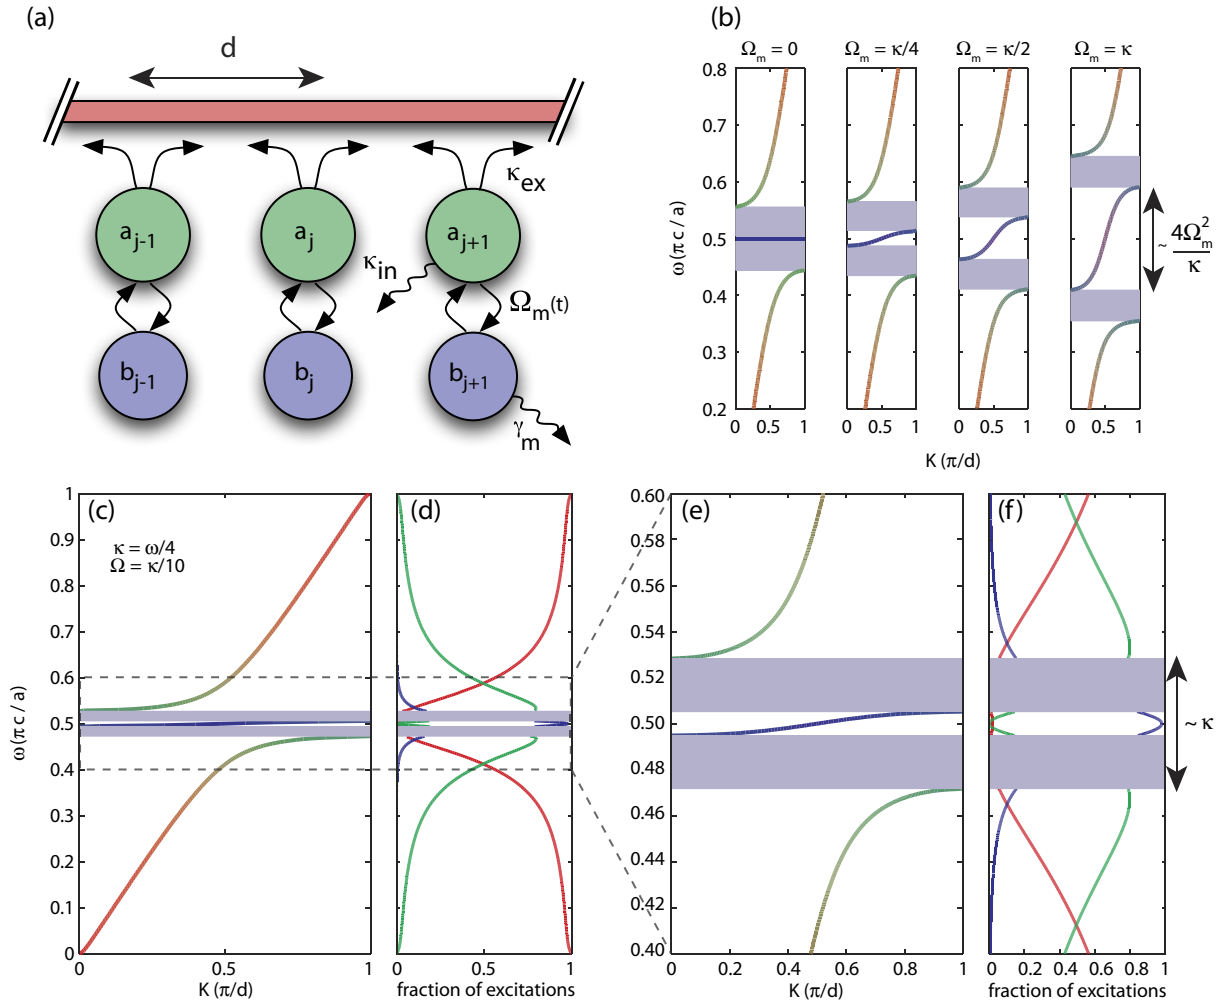 (a)
d
κex
aj-1
aj
aj+1
κin
Ωm(t)
bj-1
bj
bj+1
γm
(b)
Ωm = 0
Ωm = κ/4
Ωm = κ/2
Ωm = κ
ω(π c / a)
0.8
0.7
0.6
0.5
0.4
0.3
0.2
0 0.5 1
0 0.5 1
0 0.5 1
0 0.5 1
K (π/d)
~ 4Ωm²/κ
(c)
κ = ω/4
Ω = κ/10
ω(π c / a)
1
0.9
0.8
0.7
0.6
0.5
0.4
0.3
0.2
0.1
0
0 0.5 1
K (π/d)
(d)
0 0.5 1
fraction of excitations
(e)
0.60
0.58
0.56
0.54
0.52
0.50
0.48
0.46
0.44
0.42
0.40
0 0.2 0.4 0.6 0.8 1
K (π/d)
(f)
~ κ
0 0.2 0.4 0.6 0.8 1
fraction of excitations